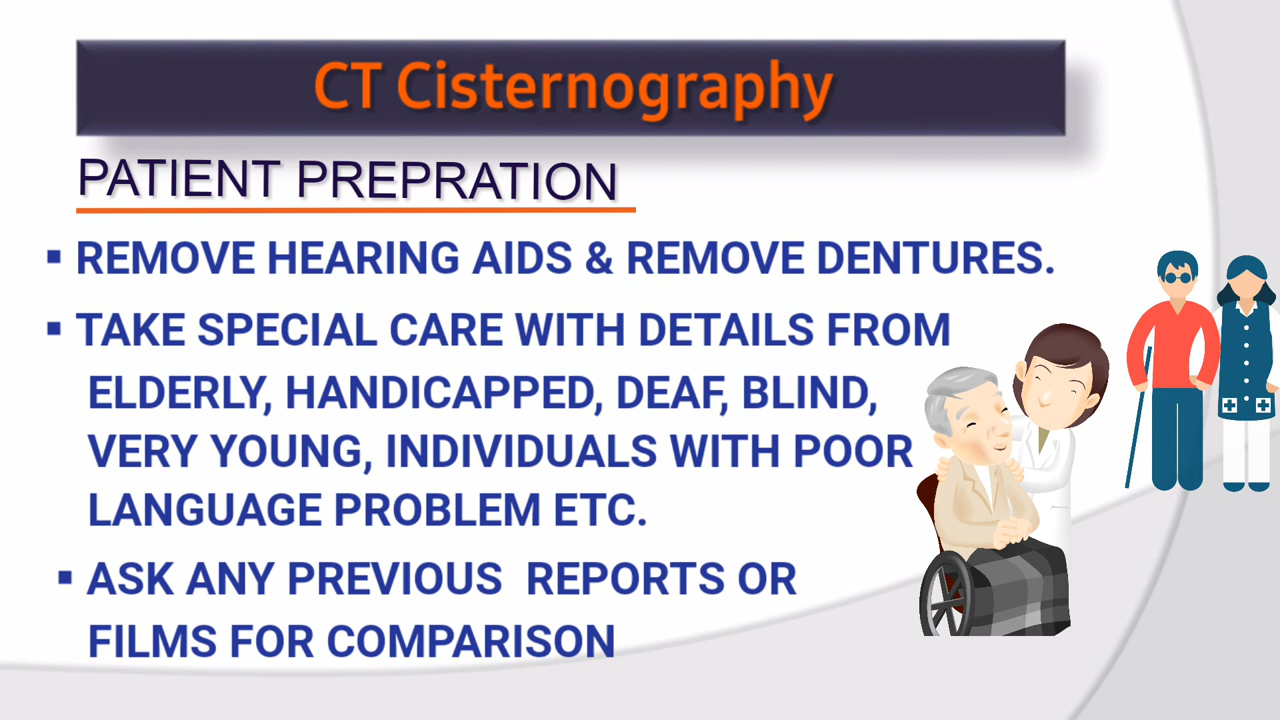 CT Cisternography
PATIENT PREPRATION
▪ REMOVE HEARING AIDS & REMOVE DENTURES.
▪ TAKE SPECIAL CARE WITH DETAILS FROM
ELDERLY, HANDICAPPED, DEAF, BLIND,
VERY YOUNG, INDIVIDUALS WITH POOR
LANGUAGE PROBLEM ETC.
▪ ASK ANY PREVIOUS REPORTS OR
FILMS FOR COMPARISON